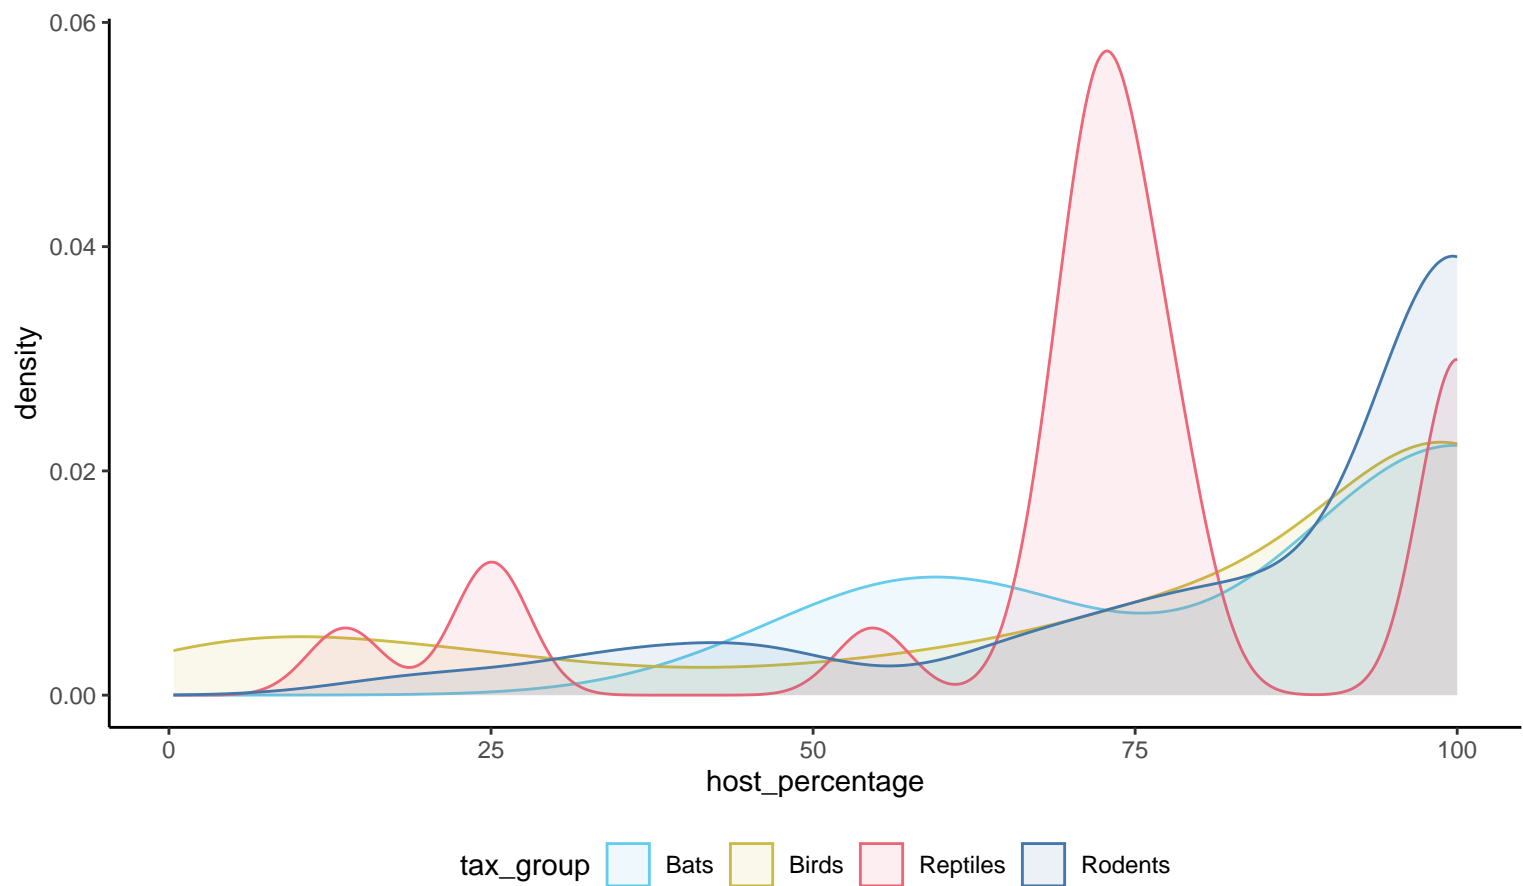 0.06
0.04
0.02
0.00
density
0 25 50 75 100
host_percentage
tax_group Bats Birds Reptiles Rodents